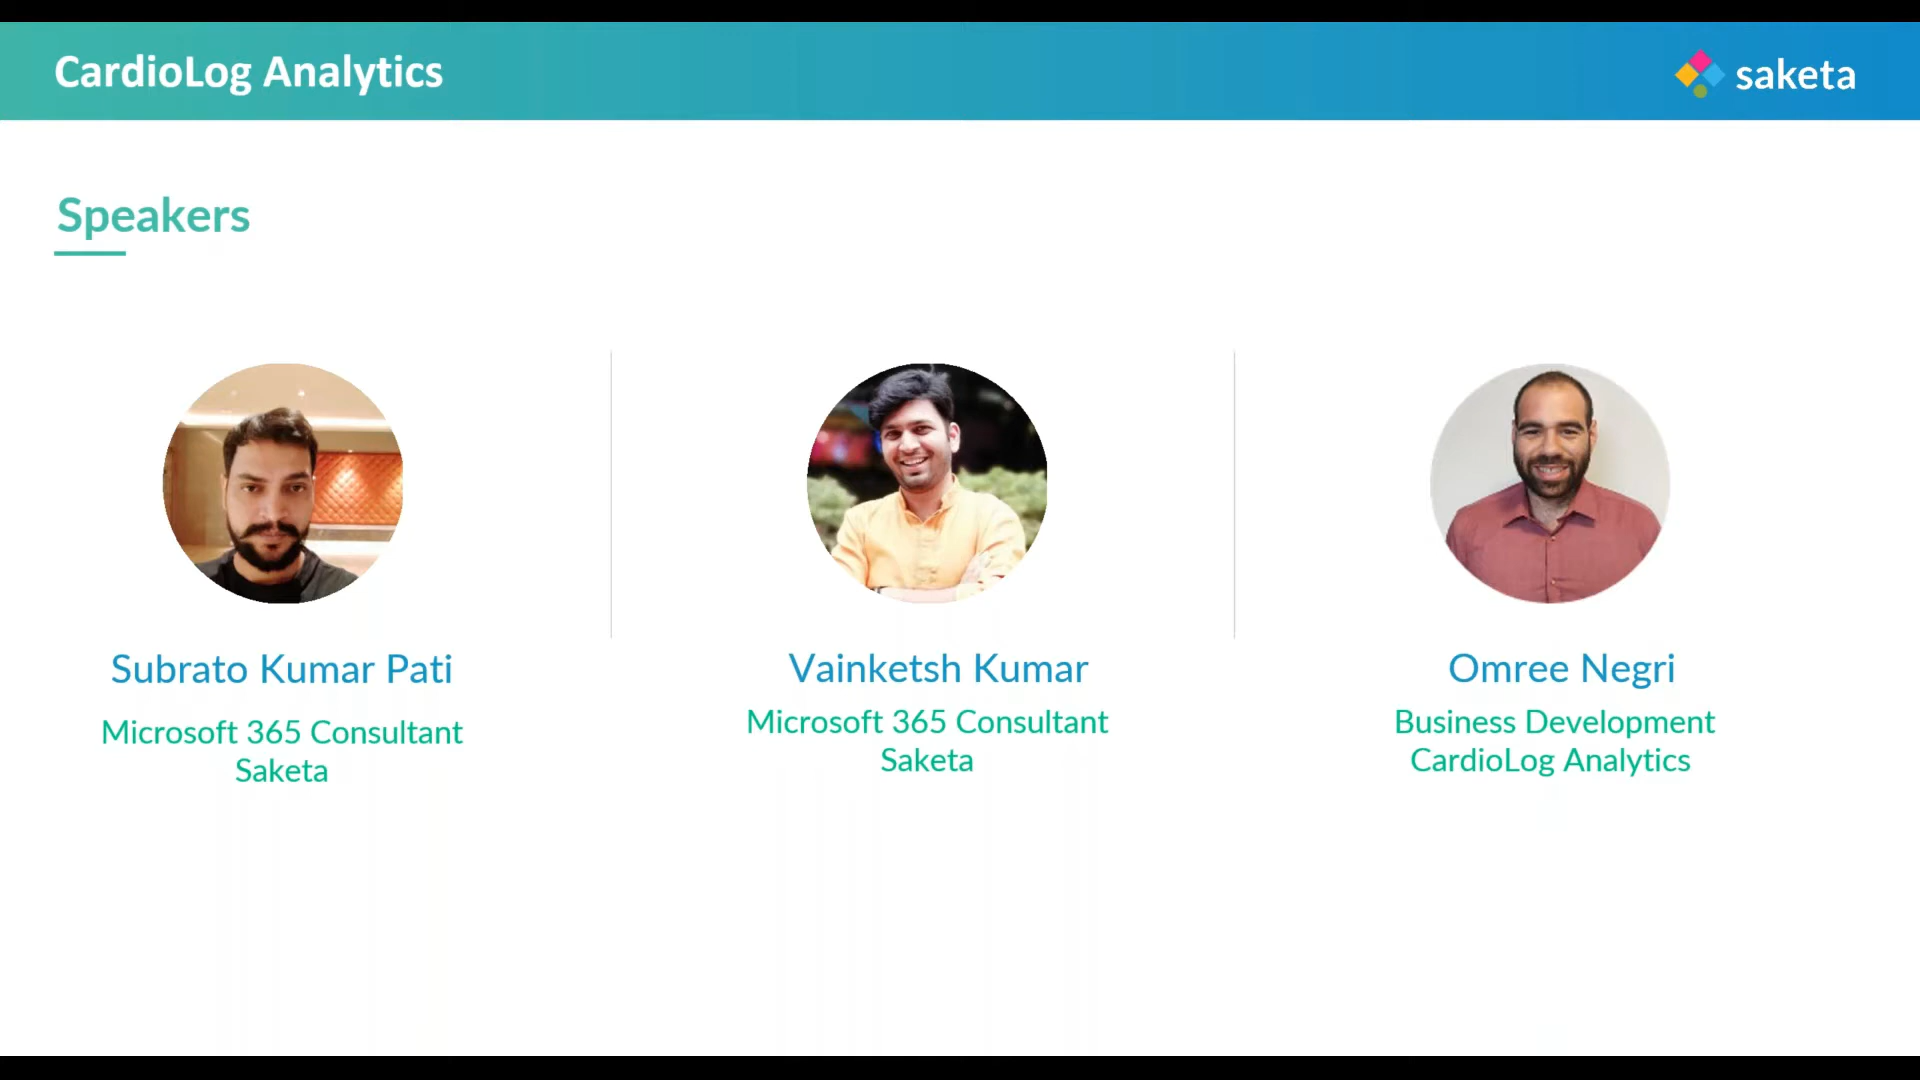 CardioLog Analytics
saketa
Speakers
Subrato Kumar Pati
Microsoft 365 Consultant
Saketa
Vainketsh Kumar
Microsoft 365 Consultant
Saketa
Omree Negri
Business Development
CardioLog Analytics